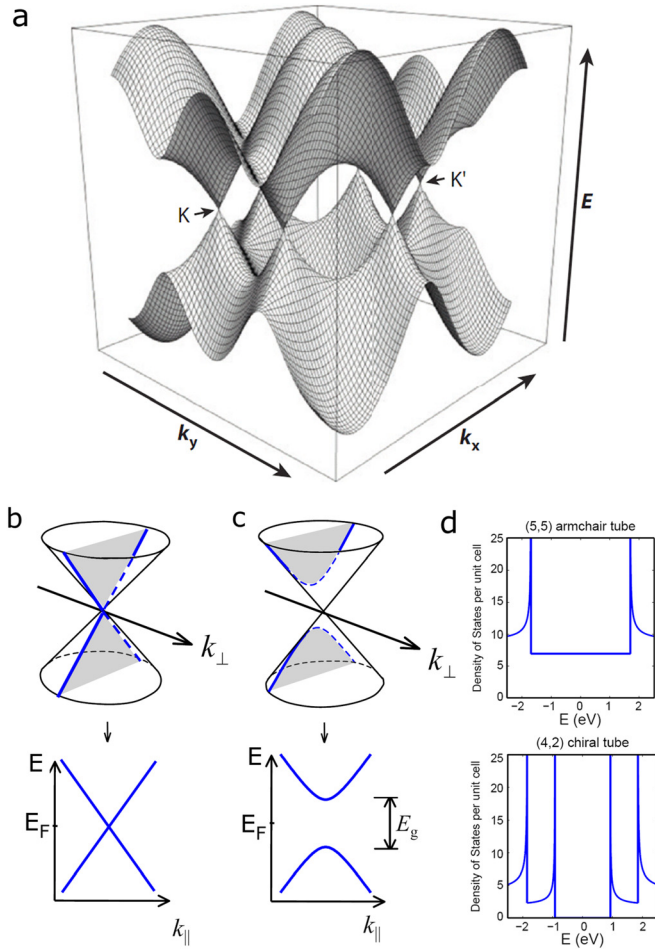 a
K
K'
E
k_y
k_x
b
c
d
k_⊥
k_⊥
E
E_F
k_∥
E
E_F
E_g
k_∥
(5,5) armchair tube
Density of States per unit cell
25
20
15
10
5
0
−2 −1 0 1 2
E (eV)
(4,2) chiral tube
Density of States per unit cell
25
20
15
10
5
0
−2 −1 0 1 2
E (eV)